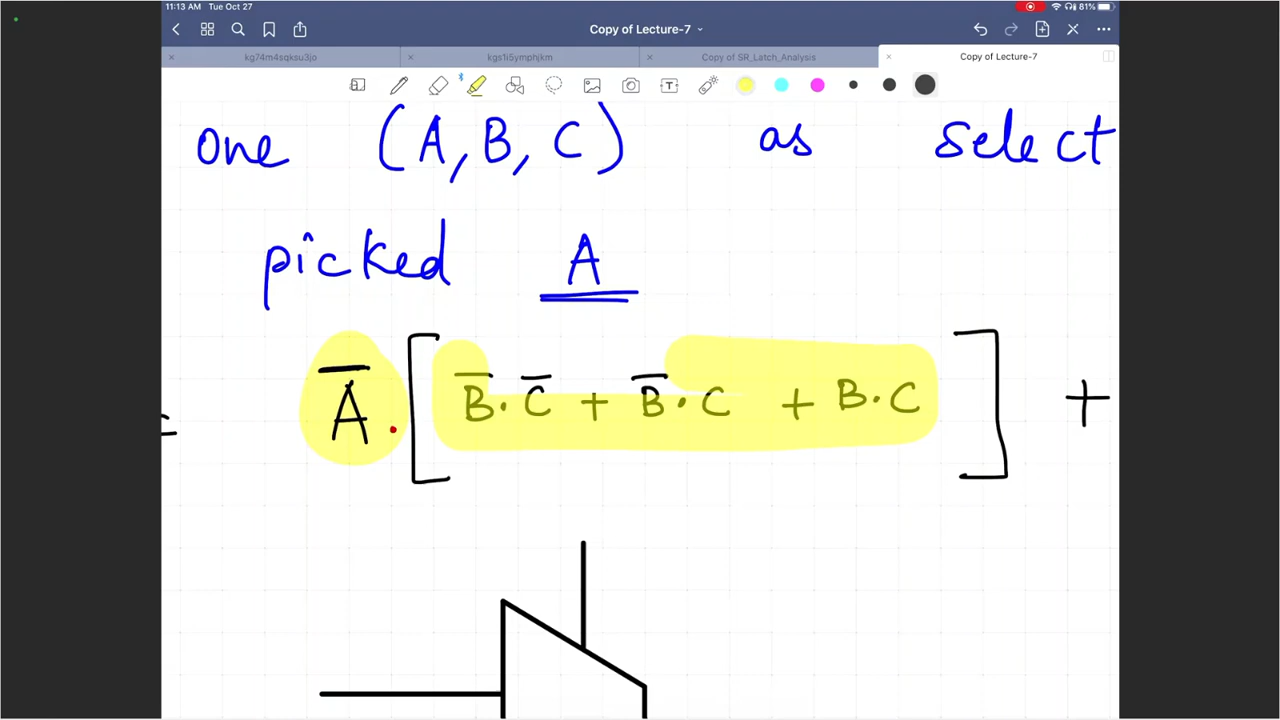 11:13 AM Tue Oct 27
81%
Copy of Lecture-7
kg74m4sqksu3jo
kgs1i5ymphjkm
Copy of SR_Latch_Analysis
Copy of Lecture-7
one (A, B, C) as select
picked A
= A̅ [ B̅ · C̅ + B̅ · C + B · C ] +